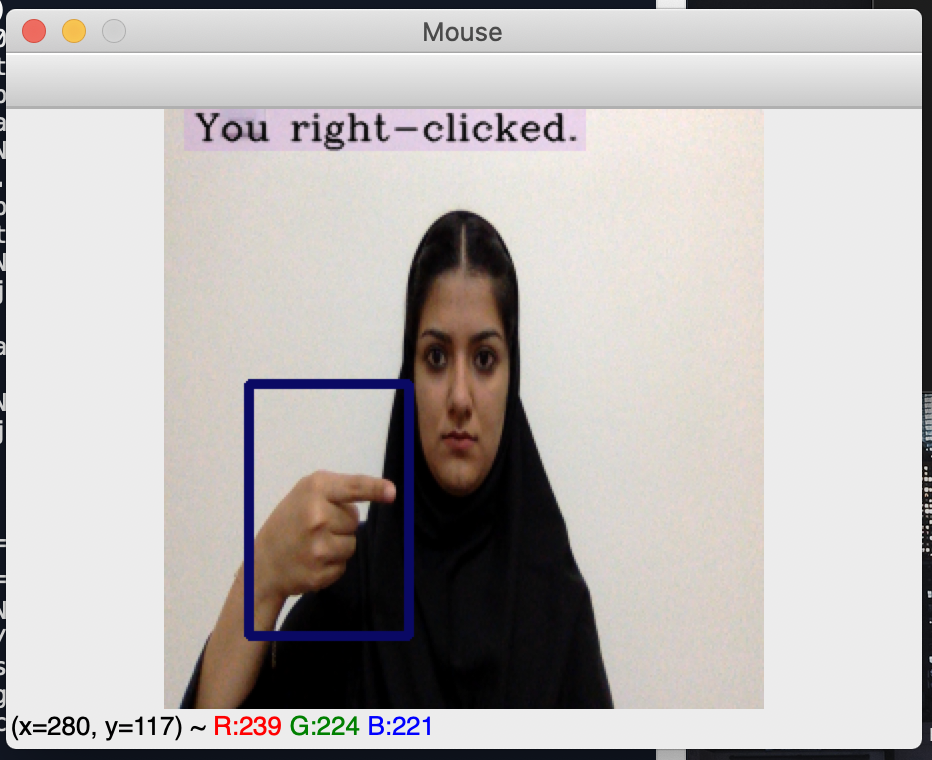 Mouse
You right-clicked.
(x=280, y=117) ~ R:239 G:224 B:221